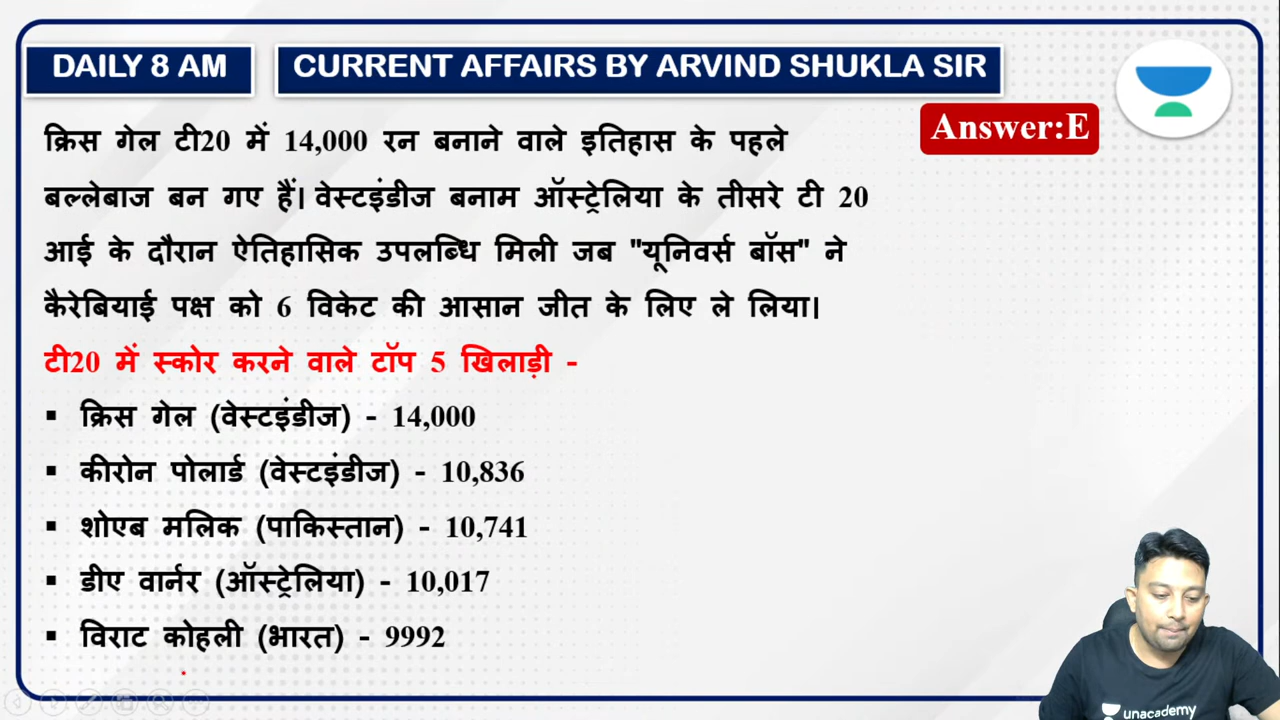 DAILY 8 AM
CURRENT AFFAIRS BY ARVIND SHUKLA SIR
Answer:E
क्रिस गेल टी20 में 14,000 रन बनाने वाले इतिहास के पहले
बल्लेबाज बन गए हैं। वेस्टइंडीज बनाम ऑस्ट्रेलिया के तीसरे टी 20
आई के दौरान ऐतिहासिक उपलब्धि मिली जब "यूनिवर्स बॉस" ने
कैरेबियाई पक्ष को 6 विकेट की आसान जीत के लिए ले लिया।
टी20 में स्कोर करने वाले टॉप 5 खिलाड़ी -
▪ क्रिस गेल (वेस्टइंडीज) - 14,000
▪ कीरोन पोलार्ड (वेस्टइंडीज) - 10,836
▪ शोएब मलिक (पाकिस्तान) - 10,741
▪ डीए वार्नर (ऑस्ट्रेलिया) - 10,017
▪ विराट कोहली (भारत) - 9992
unacademy